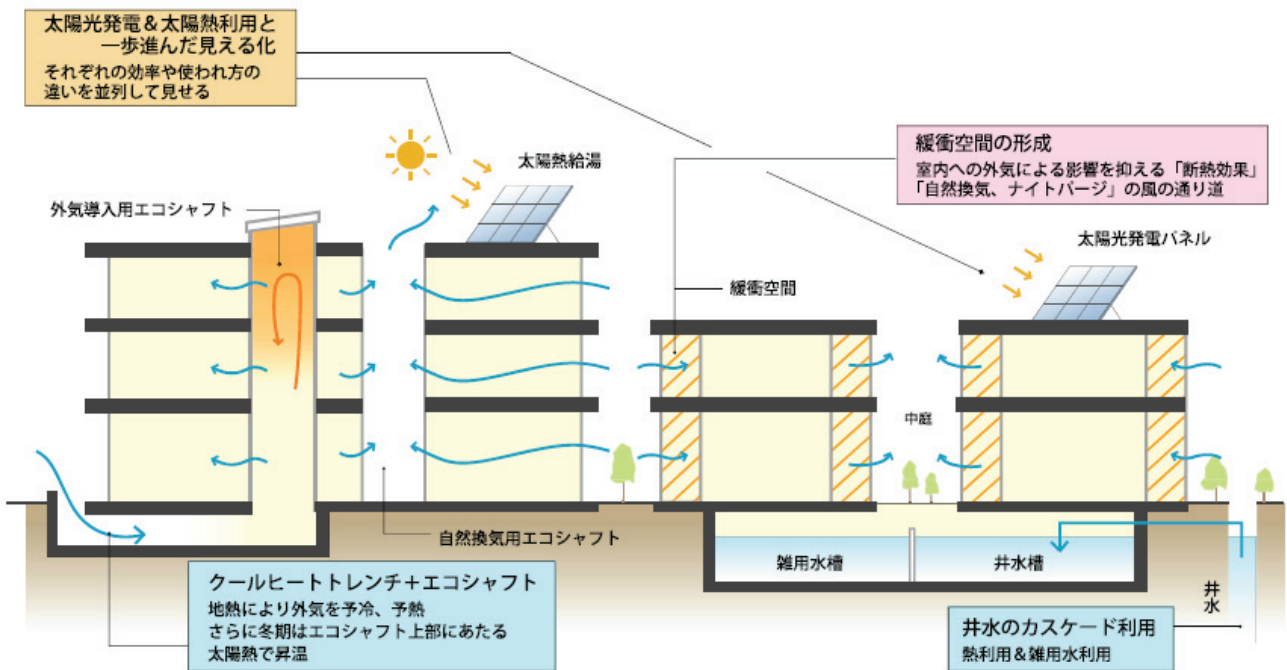 太陽光発電＆太陽熱利用と
一歩進んだ見える化
それぞれの効率や使われ方の
違いを並列して見せる
緩衝空間の形成
室内への外気による影響を抑える「断熱効果」
「自然換気、ナイトパージ」の風の通り道
太陽熱給湯
外気導入用エコシャフト
太陽光発電パネル
緩衝空間
中庭
自然換気用エコシャフト
雑用水槽
井水槽
井水
クールヒートトレンチ＋エコシャフト
地熱により外気を予冷、予熱
さらに冬期はエコシャフト上部にあたる
太陽熱で昇温
井水のカスケード利用
熱利用＆雑用水利用